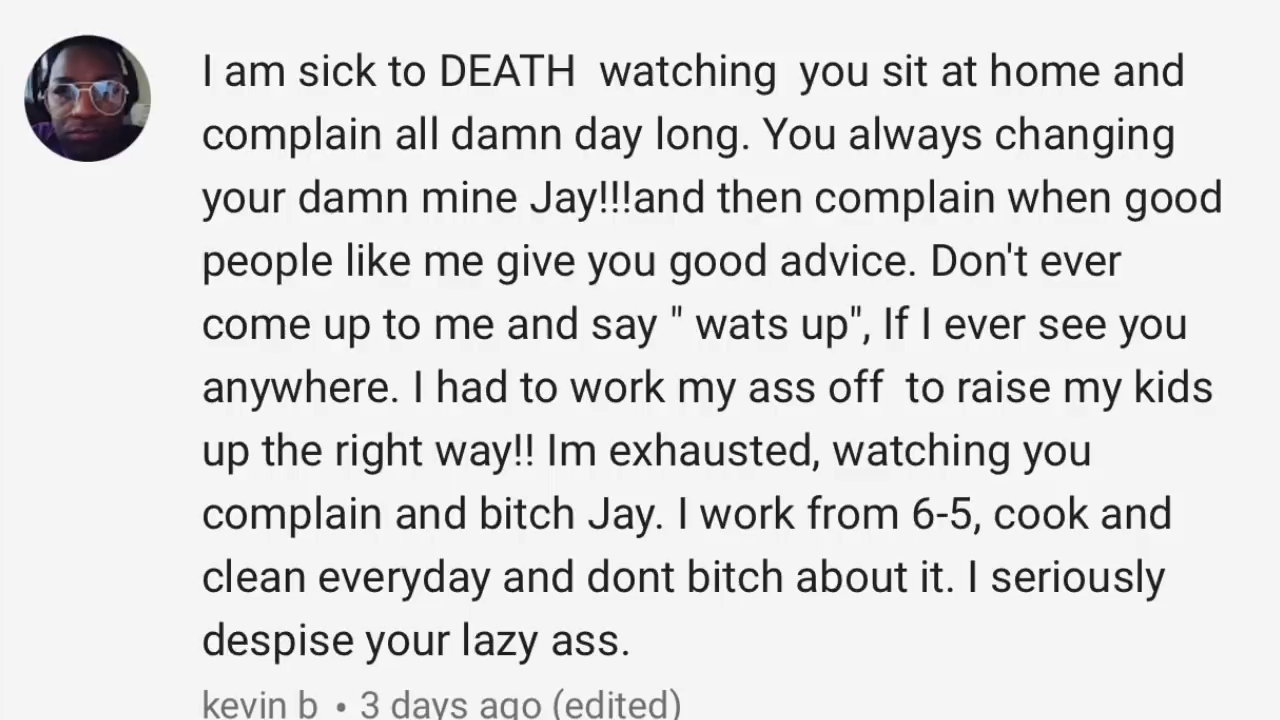 I am sick to DEATH  watching  you sit at home and
complain all damn day long. You always changing
your damn mine Jay!!!and then complain when good
people like me give you good advice. Don't ever
come up to me and say " wats up", If I ever see you
anywhere. I had to work my ass off  to raise my kids
up the right way!! Im exhausted, watching you
complain and bitch Jay. I work from 6-5, cook and
clean everyday and dont bitch about it. I seriously
despise your lazy ass.
kevin b • 3 days ago (edited)